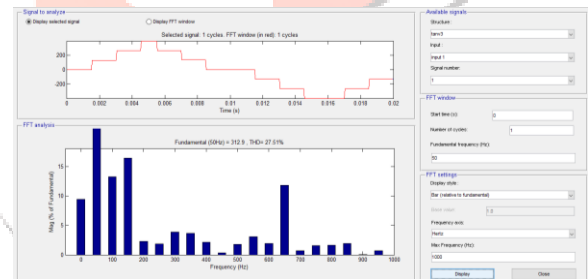 Signal to analyze
Display selected signal
Display FFT window
Selected signal: 1 cycles. FFT window (in red): 1 cycles
200
0
-200
0
0.002
0.004
0.006
0.008
0.01
0.012
0.014
0.016
0.018
0.02
Time (s)
FFT analysis
Fundamental (50Hz) = 312.9 , THD= 27.51%
Mag (% of Fundamental)
15
10
5
0
0
100
200
300
400
500
600
700
800
900
1000
Frequency (Hz)
Available signals
Structure:
Input :
input 1
Signal number:
1
FFT window
Start time (s):
0
Number of cycles:
1
Fundamental frequency (Hz):
50
FFT settings
Display style :
Bar (relative to fundamental)
Base value:
1.0
Frequency axis:
Hertz
Max Frequency (Hz):
1000
Display
Close